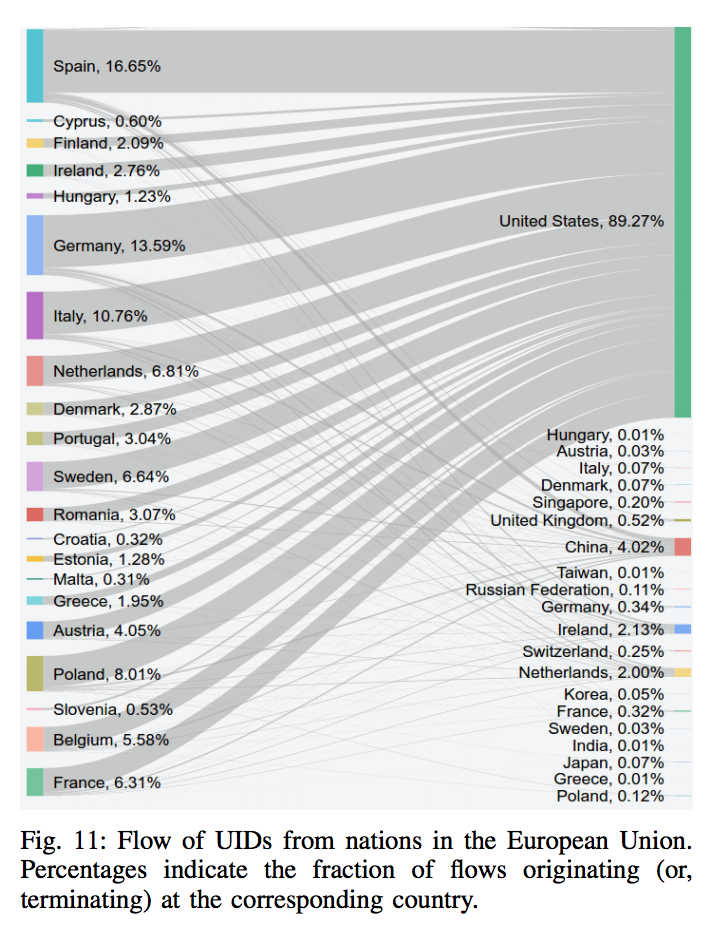 Spain, 16.65%
Cyprus, 0.60%
Finland, 2.09%
Ireland, 2.76%
Hungary, 1.23%
Germany, 13.59%
Italy, 10.76%
Netherlands, 6.81%
Denmark, 2.87%
Portugal, 3.04%
Sweden, 6.64%
Romania, 3.07%
Croatia, 0.32%
Estonia, 1.28%
Malta, 0.31%
Greece, 1.95%
Austria, 4.05%
Poland, 8.01%
Slovenia, 0.53%
Belgium, 5.58%
France, 6.31%
United States, 89.27%
Hungary, 0.01%
Austria, 0.03%
Italy, 0.07%
Denmark, 0.07%
Singapore, 0.20%
United Kingdom, 0.52%
China, 4.02%
Taiwan, 0.01%
Russian Federation, 0.11%
Germany, 0.34%
Ireland, 2.13%
Switzerland, 0.25%
Netherlands, 2.00%
Korea, 0.05%
France, 0.32%
Sweden, 0.03%
India, 0.01%
Japan, 0.07%
Greece, 0.01%
Poland, 0.12%
Fig. 11: Flow of UIDs from nations in the European Union.
Percentages indicate the fraction of flows originating (or,
terminating) at the corresponding country.